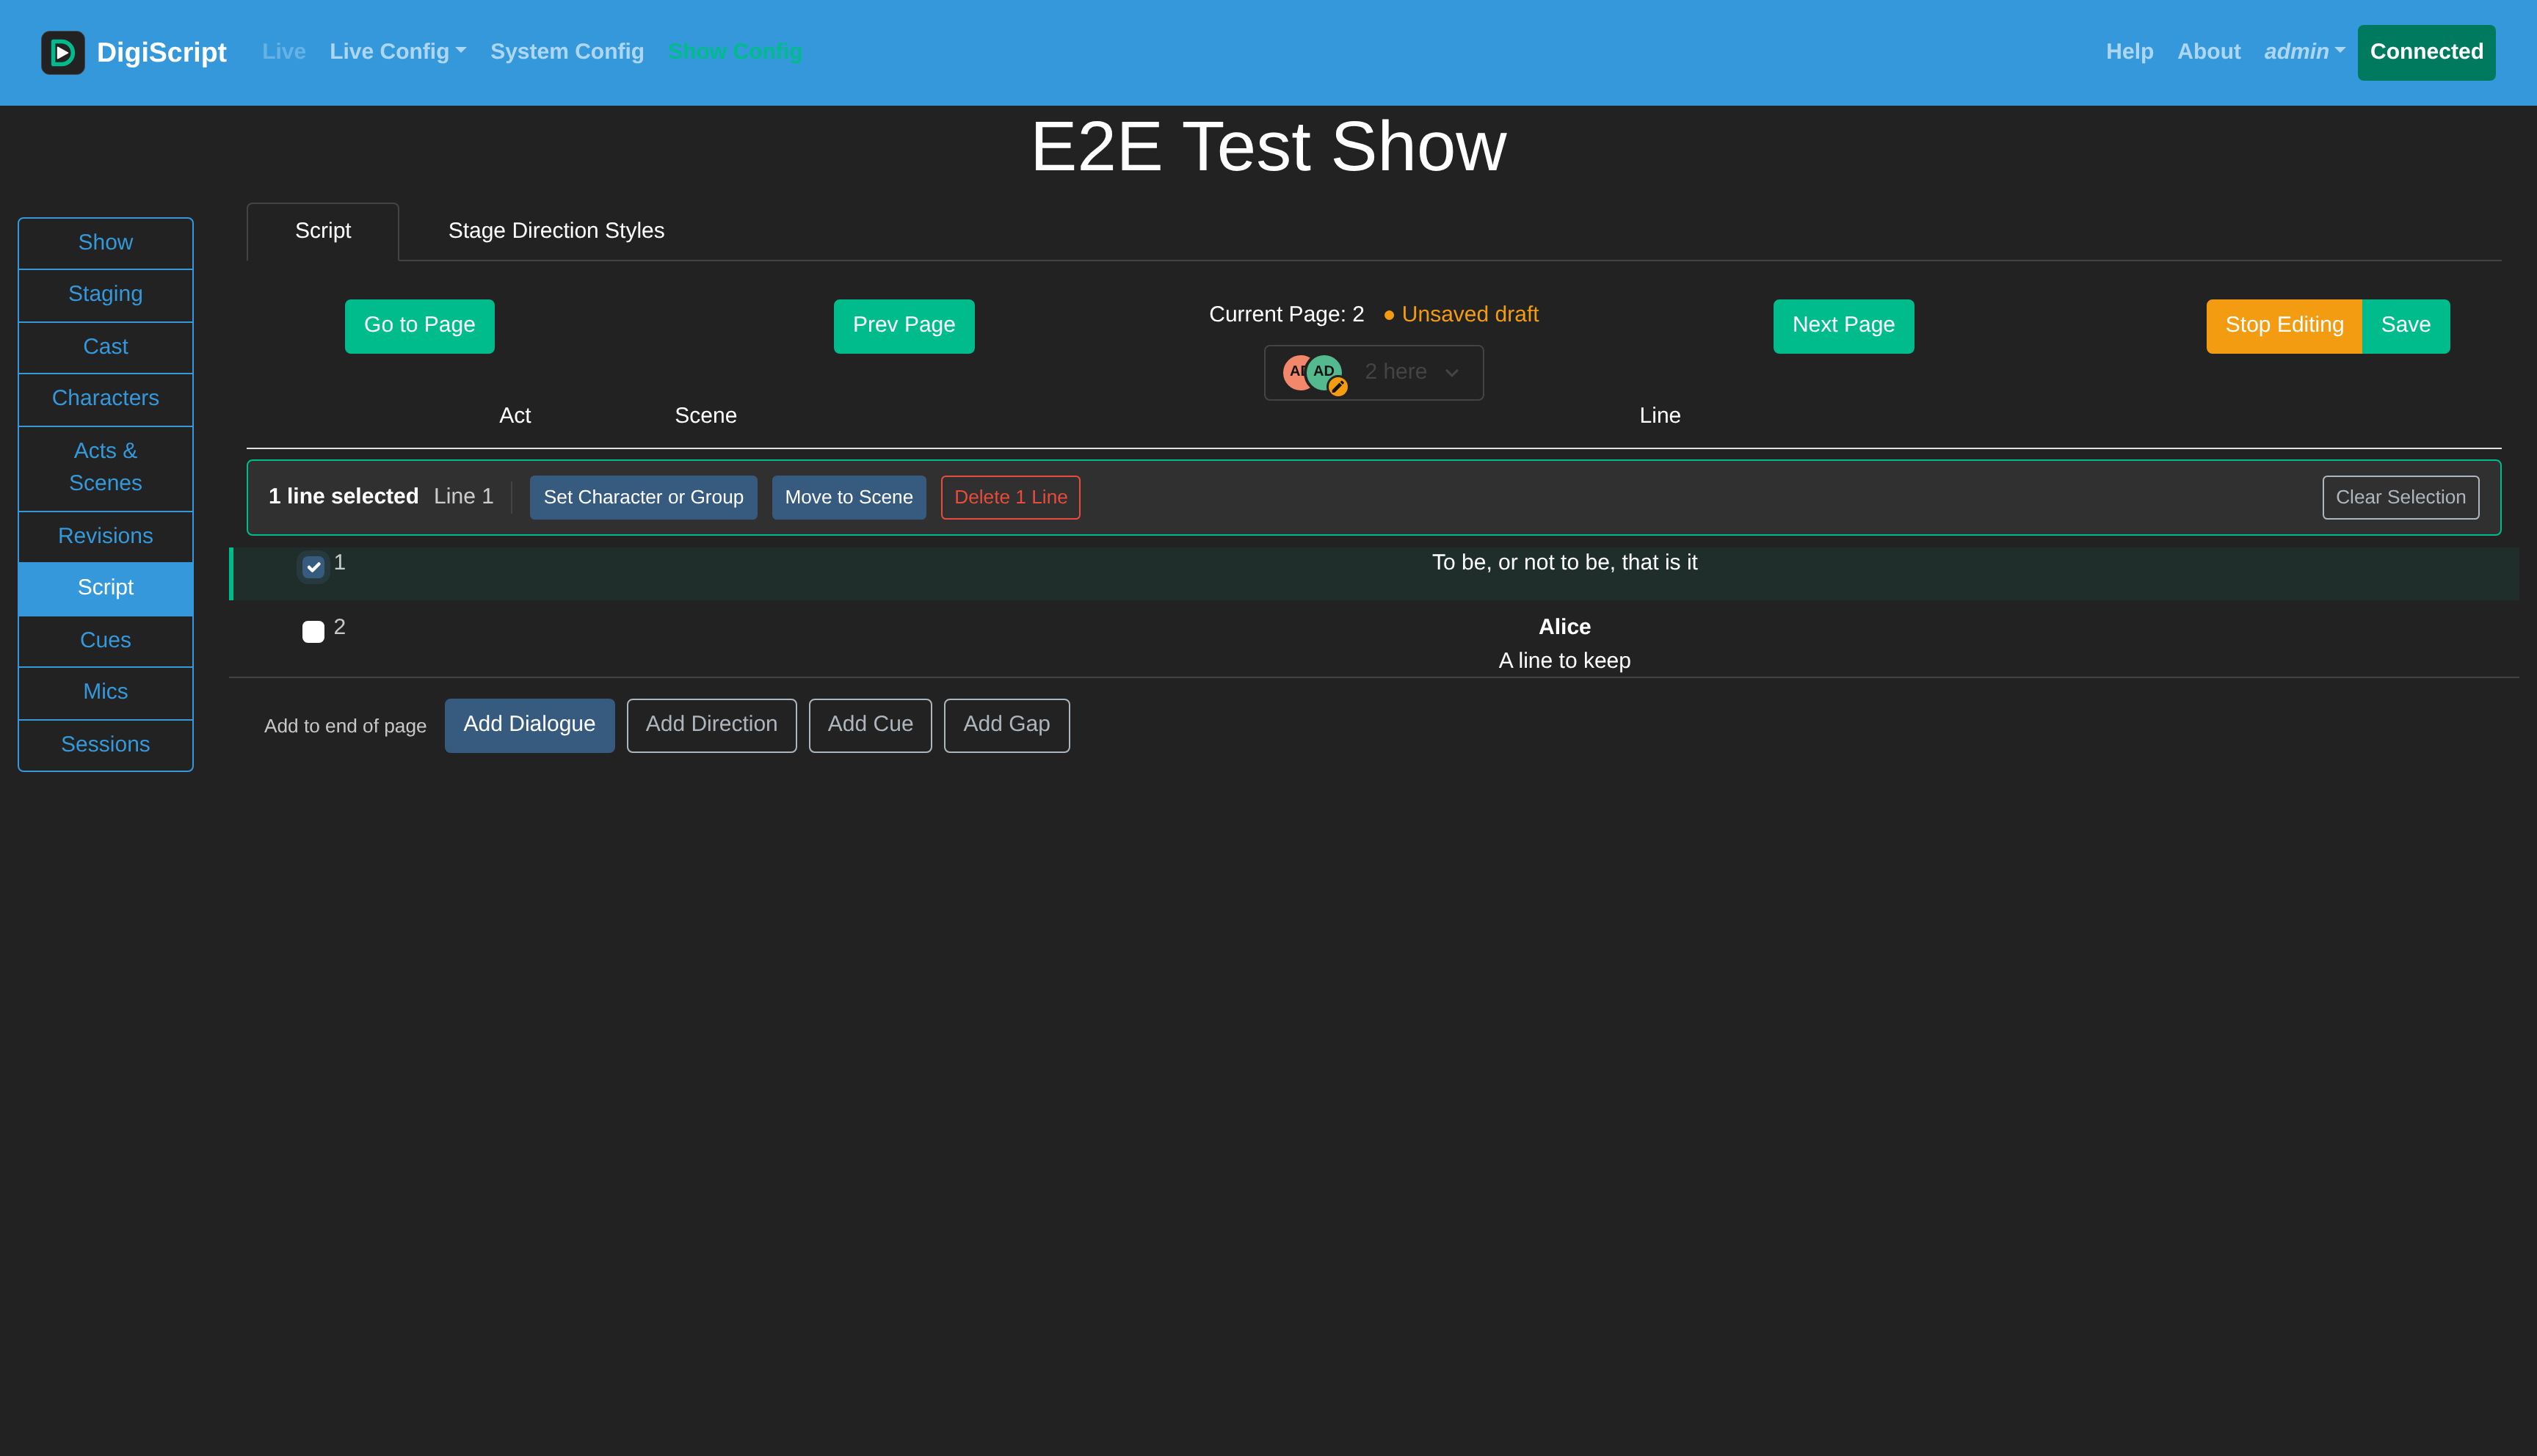 DigiScript Live Live Config System Config Show Config Help About admin Connected
E2E Test Show
Show
Staging
Cast
Characters
Acts &
Scenes
Revisions
Script
Cues
Mics
Sessions
Script Stage Direction Styles
Go to Page Prev Page Current Page: 2 Unsaved draft Next Page Stop Editing Save
AD 2 here
Act Scene Line
1 line selected Line 1 Set Character or Group Move to Scene Delete 1 Line Clear Selection
1 To be, or not to be, that is it
2 Alice
A line to keep
Add to end of page Add Dialogue Add Direction Add Cue Add Gap